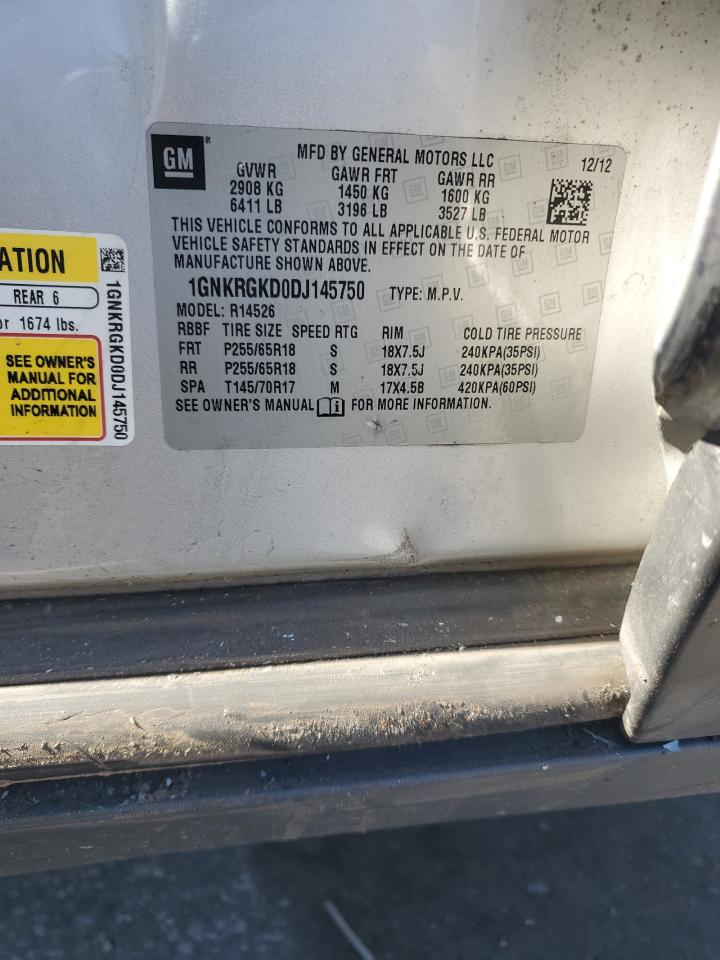 GM
MFD BY GENERAL MOTORS LLC 12/12
GVWR GAWR FRT GAWR RR
2908 KG 1450 KG 1600 KG
6411 LB 3196 LB 3527 LB
THIS VEHICLE CONFORMS TO ALL APPLICABLE U.S. FEDERAL MOTOR
VEHICLE SAFETY STANDARDS IN EFFECT ON THE DATE OF
MANUFACTURE SHOWN ABOVE.
1GNKRGKD0DJ145750 TYPE: M.P.V.
MODEL: R14526
RBBF TIRE SIZE SPEED RTG RIM COLD TIRE PRESSURE
FRT P255/65R18 S 18X7.5J 240KPA(35PSI)
RR P255/65R18 S 18X7.5J 240KPA(35PSI)
SPA T145/70R17 M 17X4.5B 420KPA(60PSI)
SEE OWNER'S MANUAL FOR MORE INFORMATION.
ATION
REAR 6
or 1674 lbs.
SEE OWNER'S
MANUAL FOR
ADDITIONAL
INFORMATION
1GNKRGKD0DJ145750